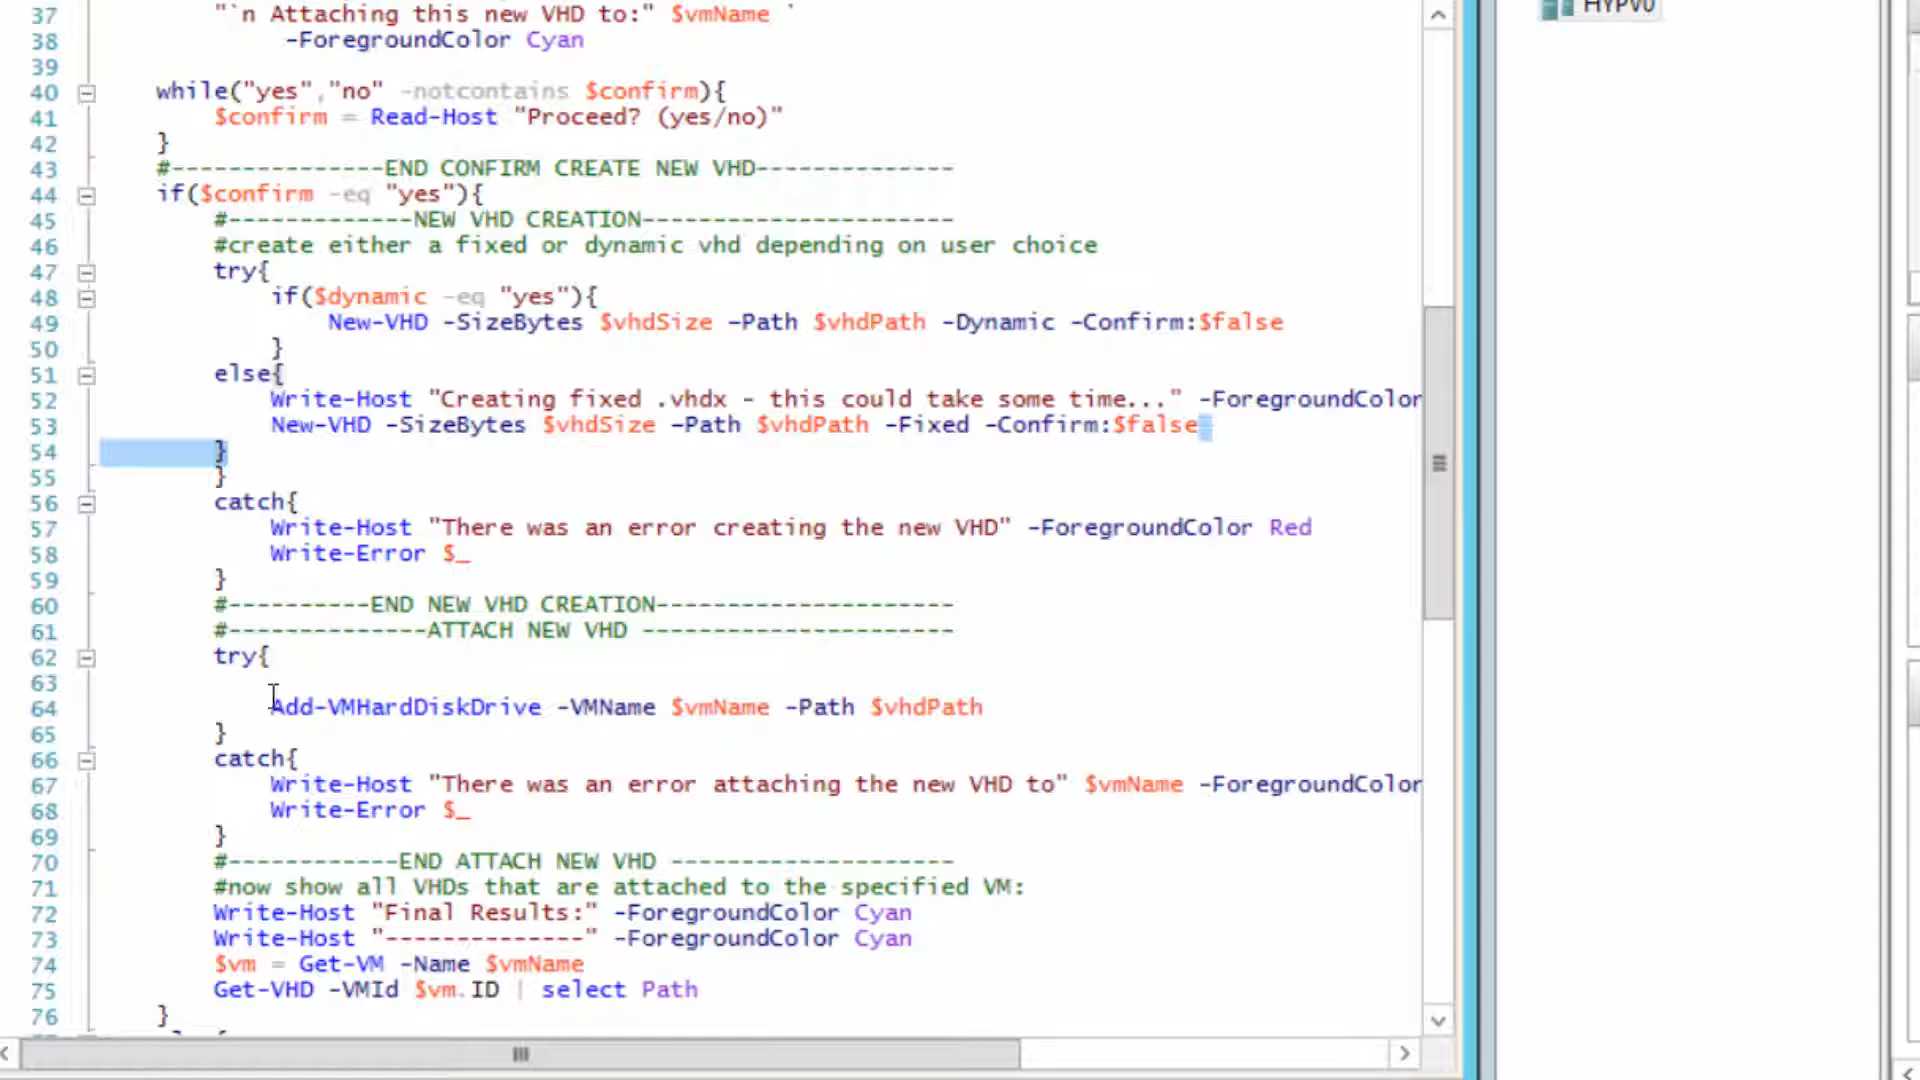 37 "`n Attaching this new VHD to:" $vmName `
38 -ForegroundColor Cyan
39
40 while("yes","no" -notcontains $confirm){
41 $confirm = Read-Host "Proceed? (yes/no)"
42 }
43 #---------------END CONFIRM CREATE NEW VHD--------------
44 if($confirm -eq "yes"){
45 #-------------NEW VHD CREATION----------------------
46 #create either a fixed or dynamic vhd depending on user choice
47 try{
48 if($dynamic -eq "yes"){
49 New-VHD -SizeBytes $vhdSize -Path $vhdPath -Dynamic -Confirm:$false
50 }
51 else{
52 Write-Host "Creating fixed .vhdx - this could take some time..." -ForegroundColor
53 New-VHD -SizeBytes $vhdSize -Path $vhdPath -Fixed -Confirm:$false
54 }
55 }
56 catch{
57 Write-Host "There was an error creating the new VHD" -ForegroundColor Red
58 Write-Error $_
59 }
60 #----------END NEW VHD CREATION---------------------
61 #--------------ATTACH NEW VHD ----------------------
62 try{
63
64 Add-VMHardDiskDrive -VMName $vmName -Path $vhdPath
65 }
66 catch{
67 Write-Host "There was an error attaching the new VHD to" $vmName -ForegroundColor
68 Write-Error $_
69 }
70 #------------END ATTACH NEW VHD --------------------
71 #now show all VHDs that are attached to the specified VM:
72 Write-Host "Final Results:" -ForegroundColor Cyan
73 Write-Host "--------------" -ForegroundColor Cyan
74 $vm = Get-VM -Name $vmName
75 Get-VHD -VMId $vm.ID | select Path
76 }
HYPV0